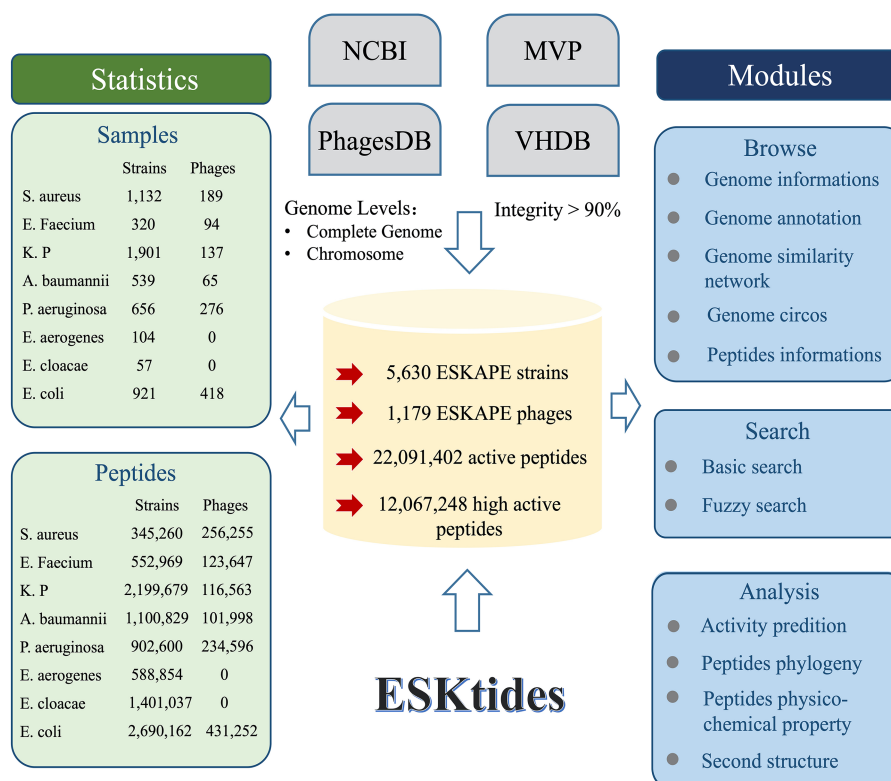 NCBI
MVP
PhagesDB
VHDB
Genome Levels:
• Complete Genome
• Chromosome
Integrity > 90%
Statistics
Samples
Strains Phages
S. aureus 1,132 189
E. Faecium 320 94
K. P 1,901 137
A. baumannii 539 65
P. aeruginosa 656 276
E. aerogenes 104 0
E. cloacae 57 0
E. coli 921 418
Peptides
Strains Phages
S. aureus 345,260 256,255
E. Faecium 552,969 123,647
K. P 2,199,679 116,563
A. baumannii 1,100,829 101,998
P. aeruginosa 902,600 234,596
E. aerogenes 588,854 0
E. cloacae 1,401,037 0
E. coli 2,690,162 431,252
5,630 ESKAPE strains
1,179 ESKAPE phages
22,091,402 active peptides
12,067,248 high active
peptides
ESKtides
Modules
Browse
Genome informations
Genome annotation
Genome similarity
network
Genome circos
Peptides informations
Search
Basic search
Fuzzy search
Analysis
Activity predition
Peptides phylogeny
Peptides physico-
chemical property
Second structure